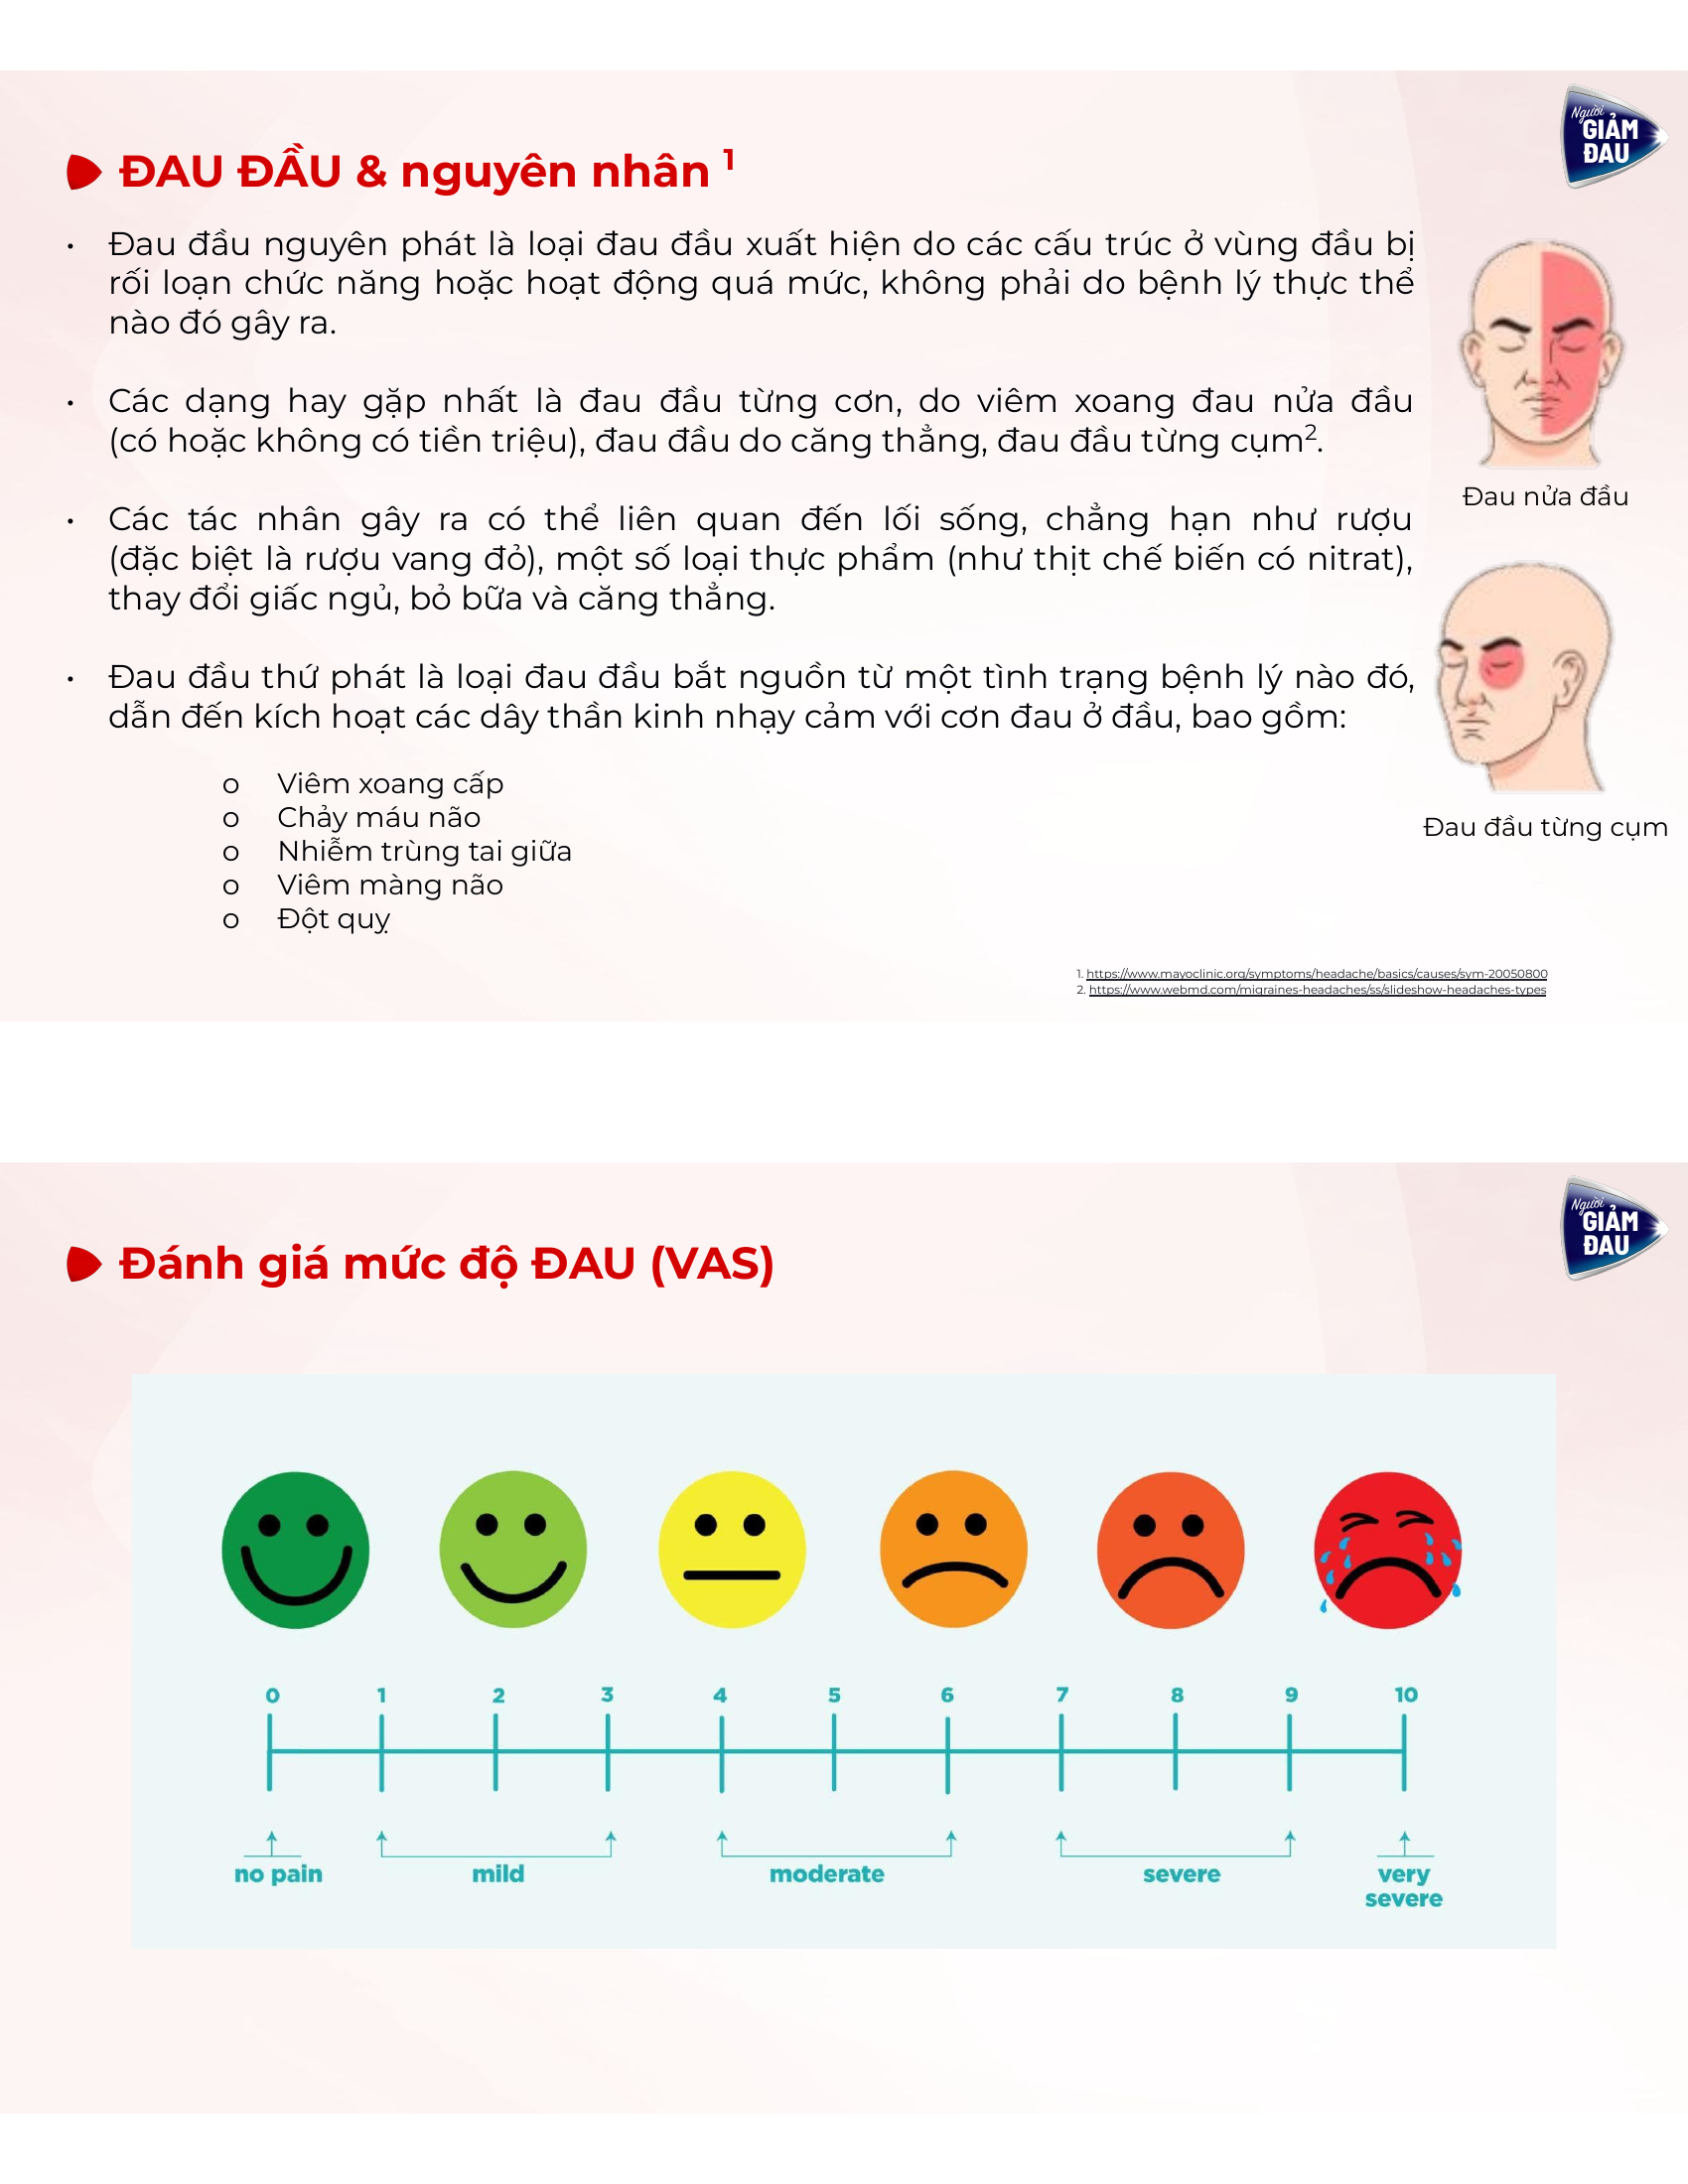 Người
GIẢM
ĐAU
ĐAU ĐẦU & nguyên nhân ¹
• Đau đầu nguyên phát là loại đau đầu xuất hiện do các cấu trúc ở vùng đầu bị
rối loạn chức năng hoặc hoạt động quá mức, không phải do bệnh lý thực thể
nào đó gây ra.
• Các dạng hay gặp nhất là đau đầu từng cơn, do viêm xoang đau nửa đầu
(có hoặc không có tiền triệu), đau đầu do căng thẳng, đau đầu từng cụm².
• Các tác nhân gây ra có thể liên quan đến lối sống, chẳng hạn như rượu
(đặc biệt là rượu vang đỏ), một số loại thực phẩm (như thịt chế biến có nitrat),
thay đổi giấc ngủ, bỏ bữa và căng thẳng.
• Đau đầu thứ phát là loại đau đầu bắt nguồn từ một tình trạng bệnh lý nào đó,
dẫn đến kích hoạt các dây thần kinh nhạy cảm với cơn đau ở đầu, bao gồm:
o Viêm xoang cấp
o Chảy máu não
o Nhiễm trùng tai giữa
o Viêm màng não
o Đột quỵ
Đau nửa đầu
Đau đầu từng cụm
1. https://www.mayoclinic.org/symptoms/headache/basics/causes/sym-20050800
2. https://www.webmd.com/migraines-headaches/ss/slideshow-headaches-types
Người
GIẢM
ĐAU
Đánh giá mức độ ĐAU (VAS)
0 1 2 3 4 5 6 7 8 9 10
no pain mild moderate severe very
severe